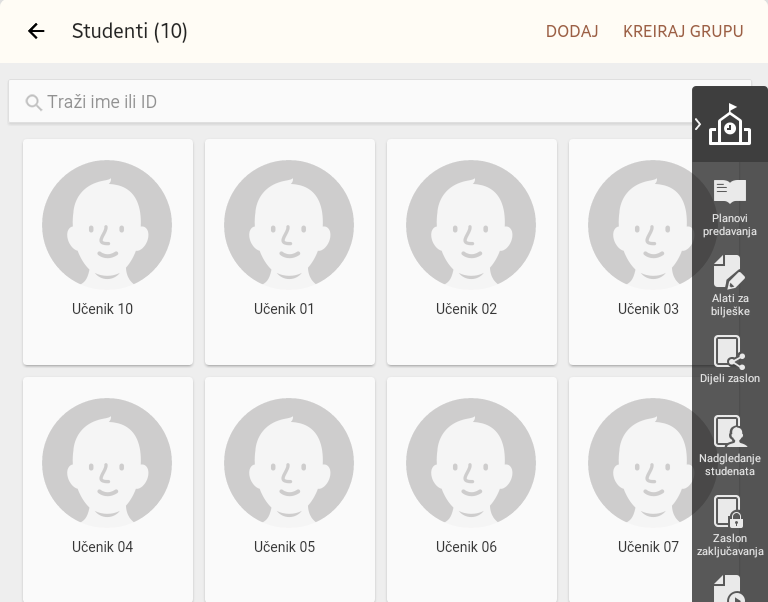 Studenti (10)
DODAJ
KREIRAJ GRUPU
Traži ime ili ID
Učenik 10
Učenik 01
Učenik 02
Učenik 03
Učenik 04
Učenik 05
Učenik 06
Učenik 07
Planovi
predavanja
Alati za
bilješke
Dijeli zaslon
Nadgledanje
studenata
Zaslon
zaključavanja